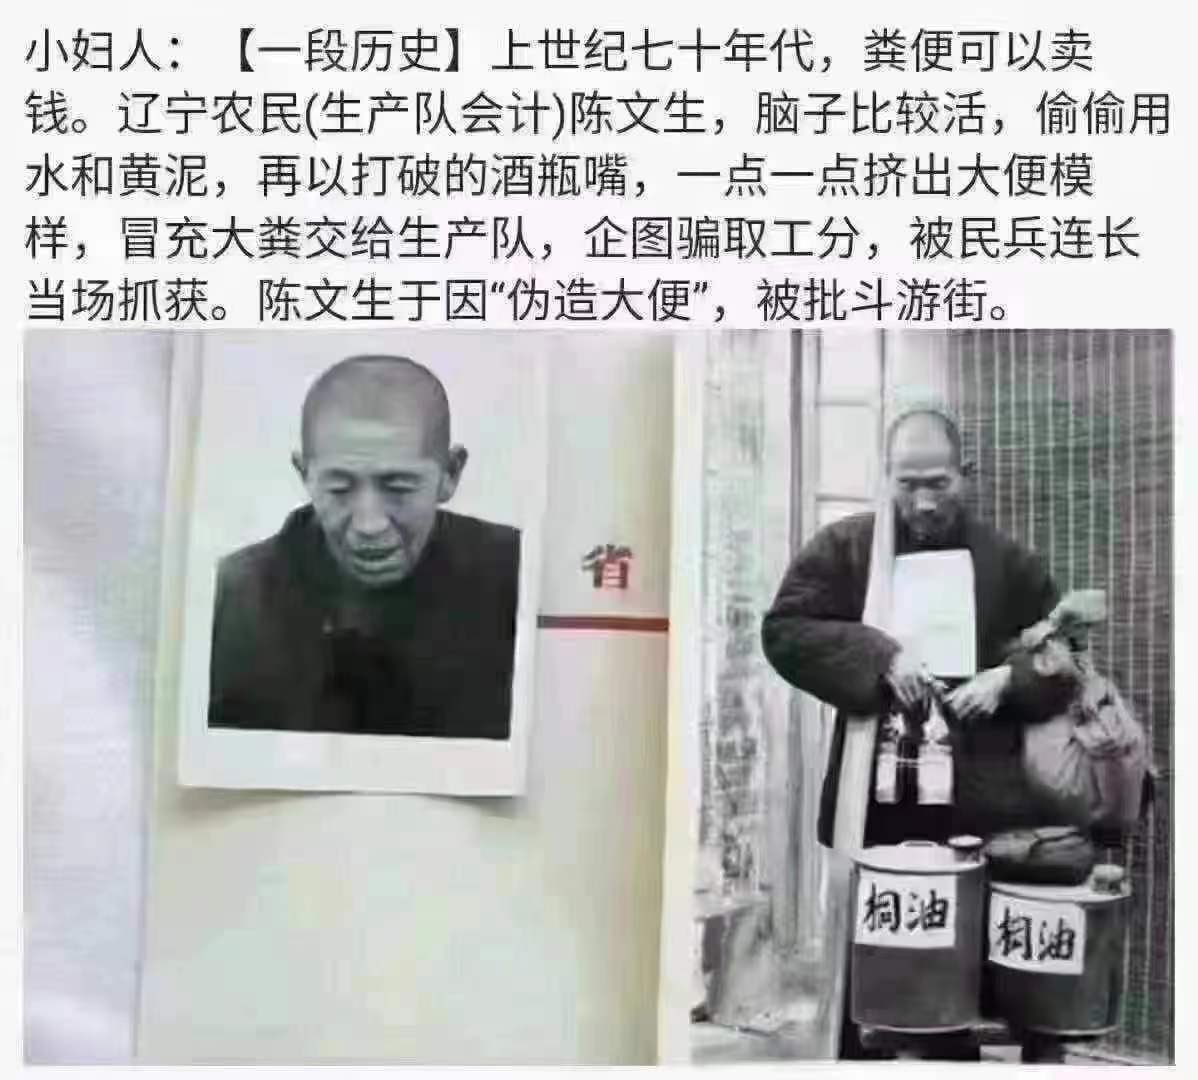 小妇人：【一段历史】上世纪七十年代，粪便可以卖
钱。辽宁农民(生产队会计)陈文生，脑子比较活，偷偷用
水和黄泥，再以打破的酒瓶嘴，一点一点挤出大便模
样，冒充大粪交给生产队，企图骗取工分，被民兵连长
当场抓获。陈文生于因“伪造大便”，被批斗游街。
省
桐油
桐油